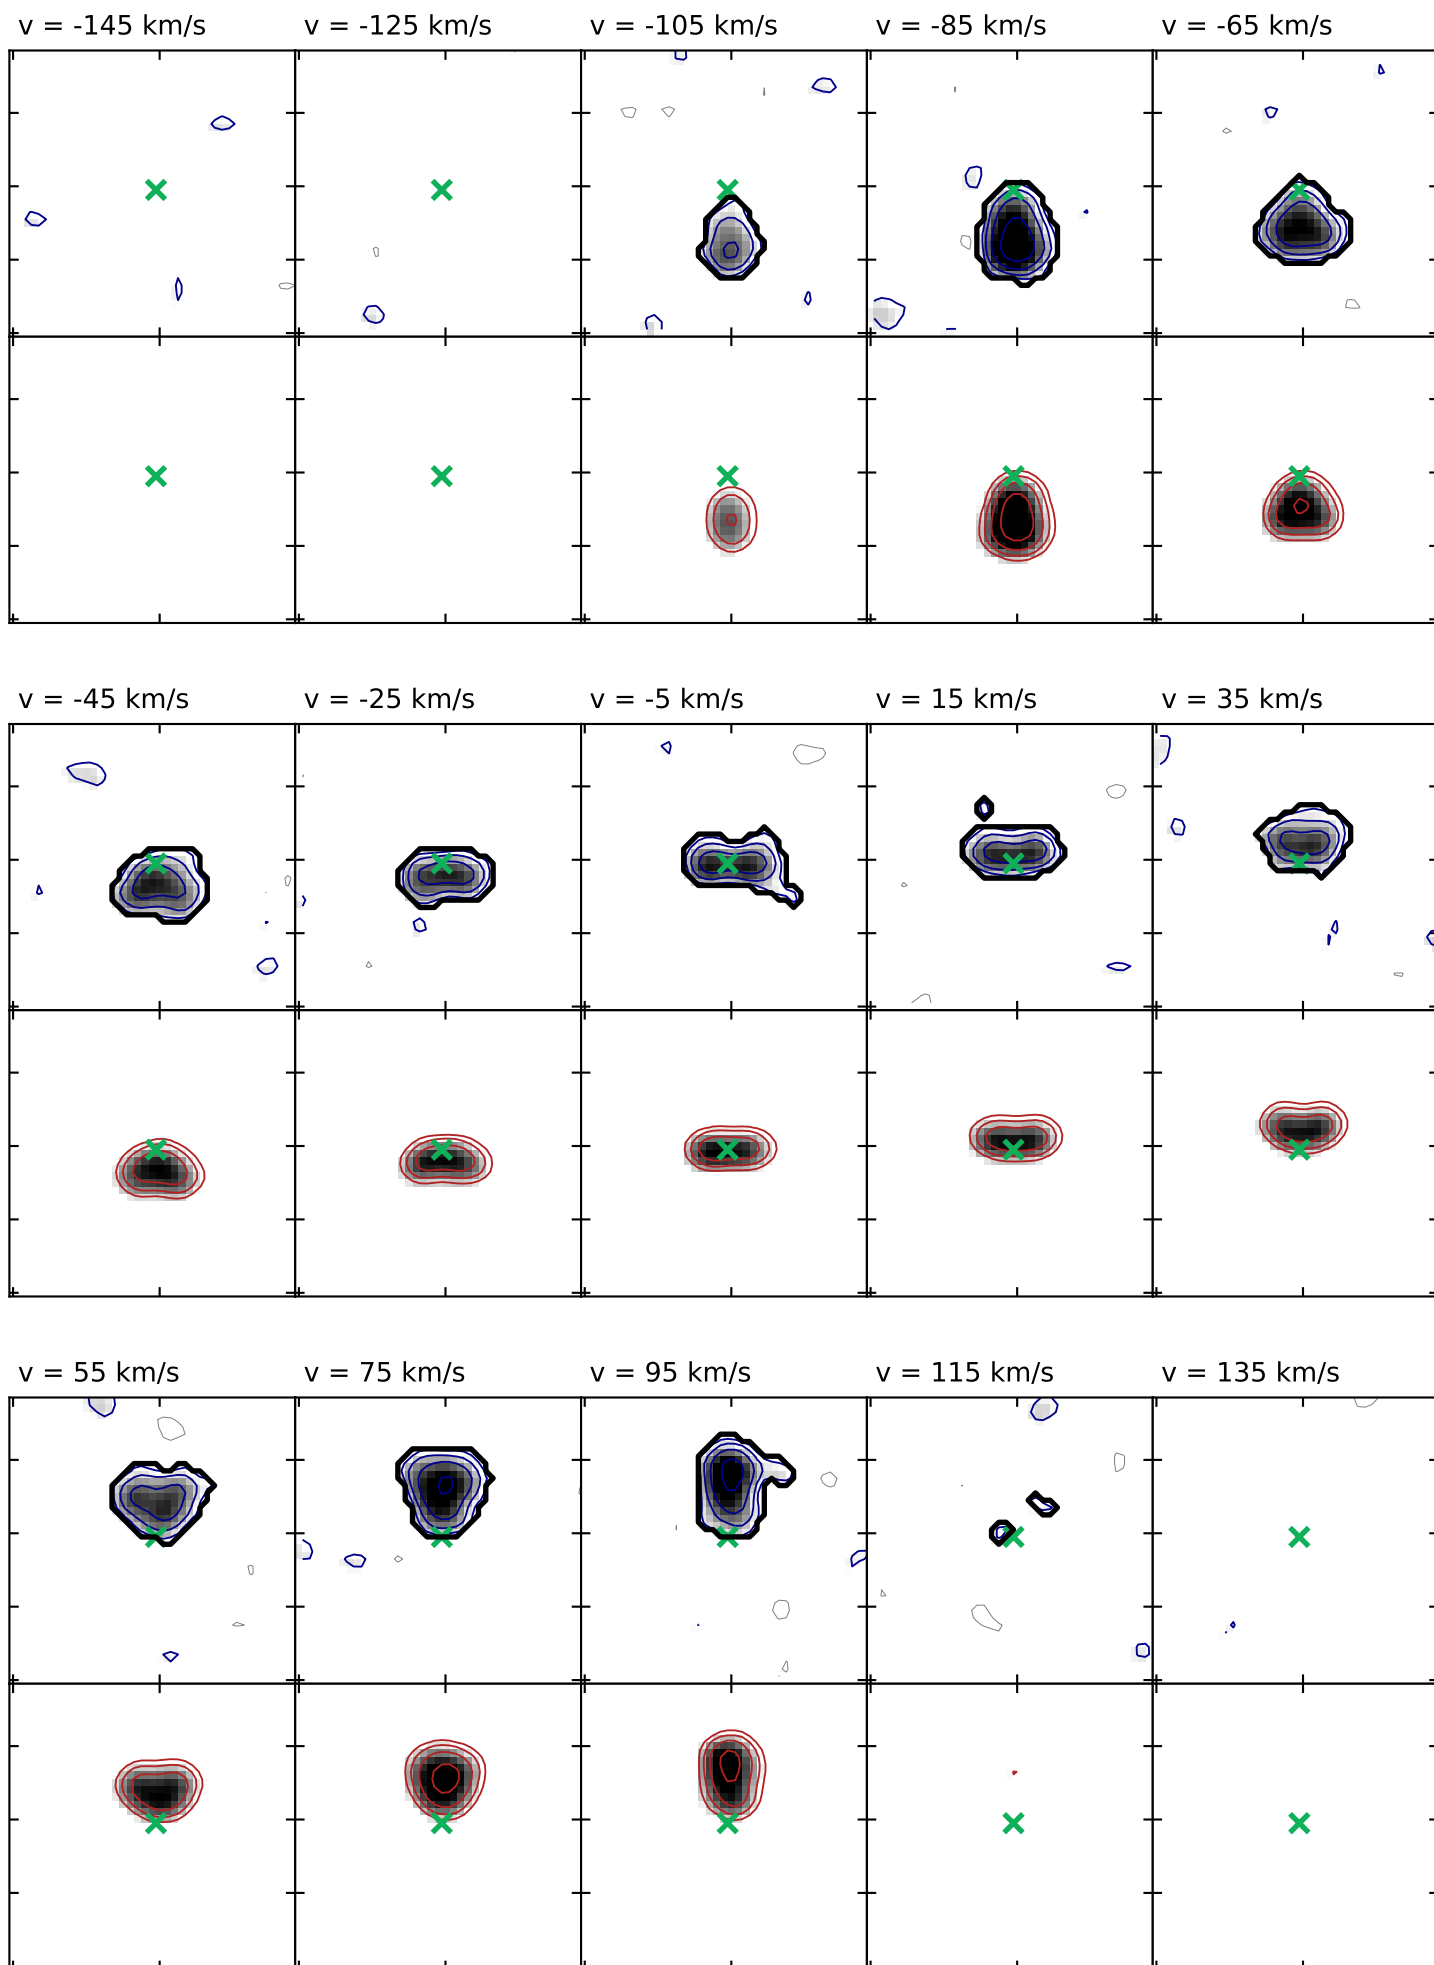 v = -145 km/s
v = -125 km/s
v = -105 km/s
v = -85 km/s
v = -65 km/s
v = -45 km/s
v = -25 km/s
v = -5 km/s
v = 15 km/s
v = 35 km/s
v = 55 km/s
v = 75 km/s
v = 95 km/s
v = 115 km/s
v = 135 km/s